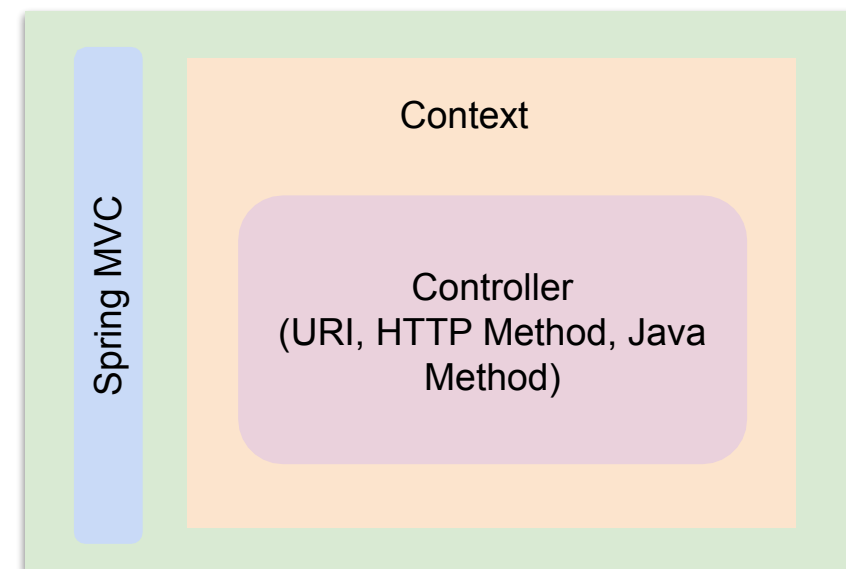 Spring MVC
Context
Controller
(URI, HTTP Method, Java
Method)